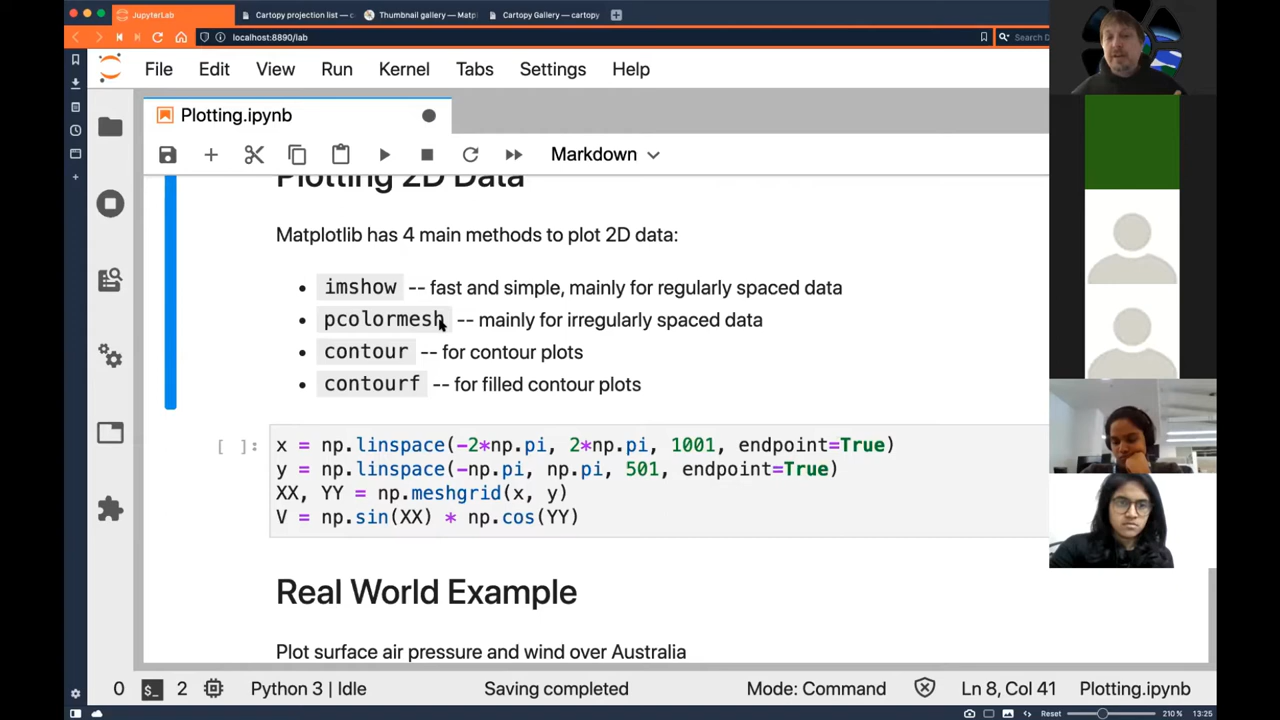 JupyterLab
Cartopy projection list — c
Thumbnail gallery — Matpl
Cartopy Gallery — cartopy
localhost:8890/lab
Search D
File Edit View Run Kernel Tabs Settings Help
Plotting.ipynb
Markdown
Plotting 2D Data
Matplotlib has 4 main methods to plot 2D data:
• imshow -- fast and simple, mainly for regularly spaced data
• pcolormesh -- mainly for irregularly spaced data
• contour -- for contour plots
• contourf -- for filled contour plots
[ ]: x = np.linspace(-2*np.pi, 2*np.pi, 1001, endpoint=True)
y = np.linspace(-np.pi, np.pi, 501, endpoint=True)
XX, YY = np.meshgrid(x, y)
V = np.sin(XX) * np.cos(YY)
Real World Example
Plot surface air pressure and wind over Australia
0 $_ 2 Python 3 | Idle Saving completed Mode: Command Ln 8, Col 41 Plotting.ipynb
Reset 210 % 13:25